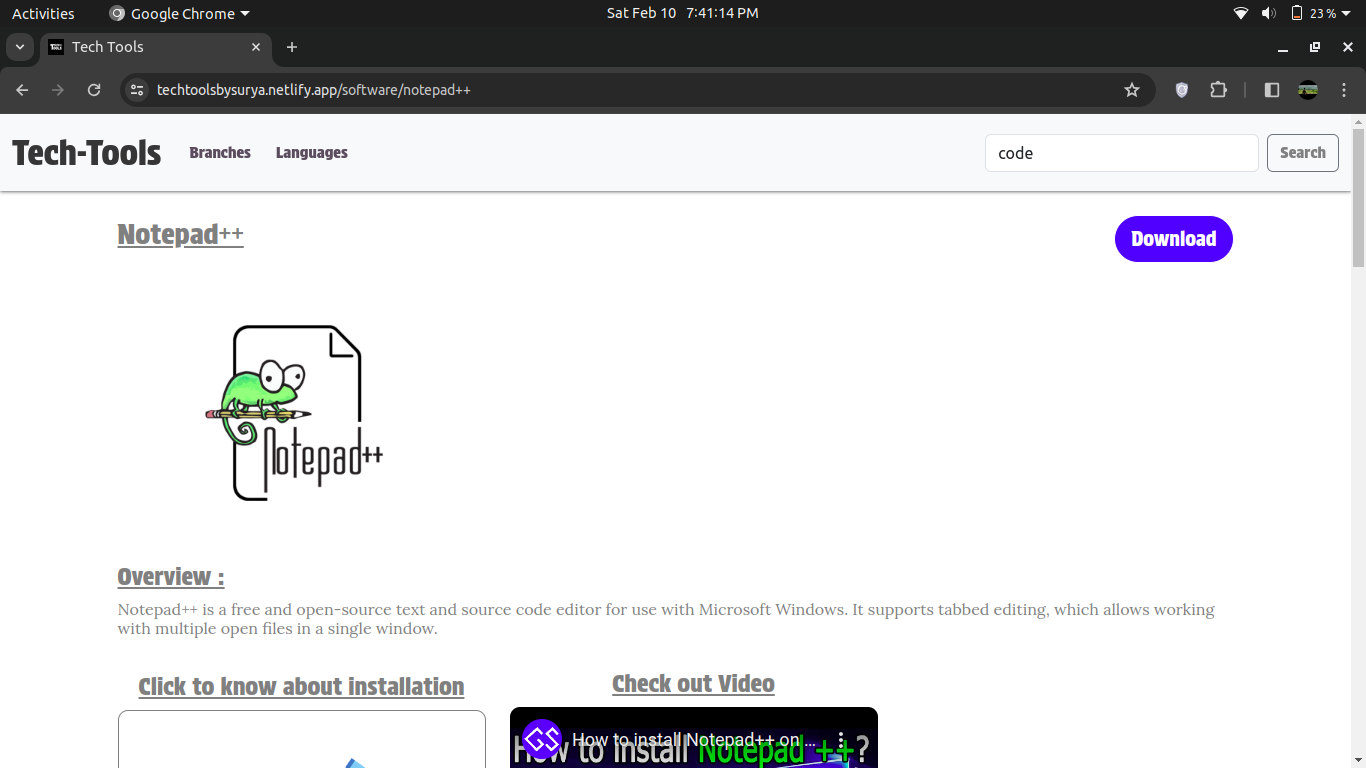 Activities
Google Chrome
Sat Feb 10 7:41:14 PM
23%
Tech Tools
techtoolsbysurya.netlify.app/software/notepad++
Tech-Tools
Branches
Languages
code
Search
Notepad++
Download
Notepad++
Overview :
Notepad++ is a free and open-source text and source code editor for use with Microsoft Windows. It supports tabbed editing, which allows working
with multiple open files in a single window.
Click to know about installation
Check out Video
How to install Notepad++ on ...
How to install Notepad ++?